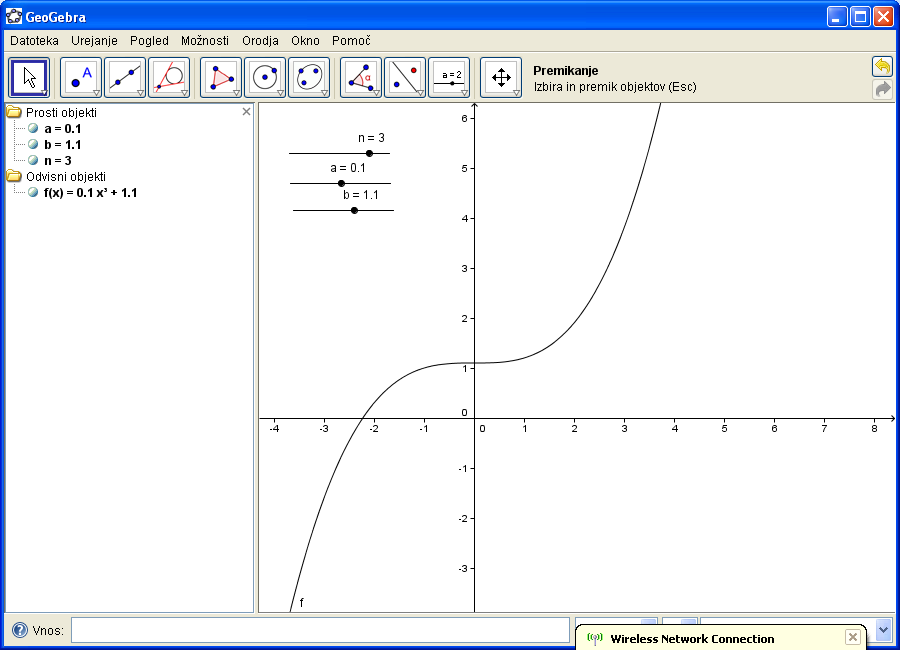 GeoGebra
Datoteka Urejanje Pogled Možnosti Orodja Okno Pomoč
A
α
a = 2
Premikanje
Izbira in premik objektov (Esc)
Prosti objekti
a = 0.1
b = 1.1
n = 3
Odvisni objekti
f(x) = 0.1 x³ + 1.1
n = 3
a = 0.1
b = 1.1
6
5
4
3
2
1
0
-4 -3 -2 -1 0 1 2 3 4 5 6 7 8
-1
-2
-3
f
Vnos:
Wireless Network Connection